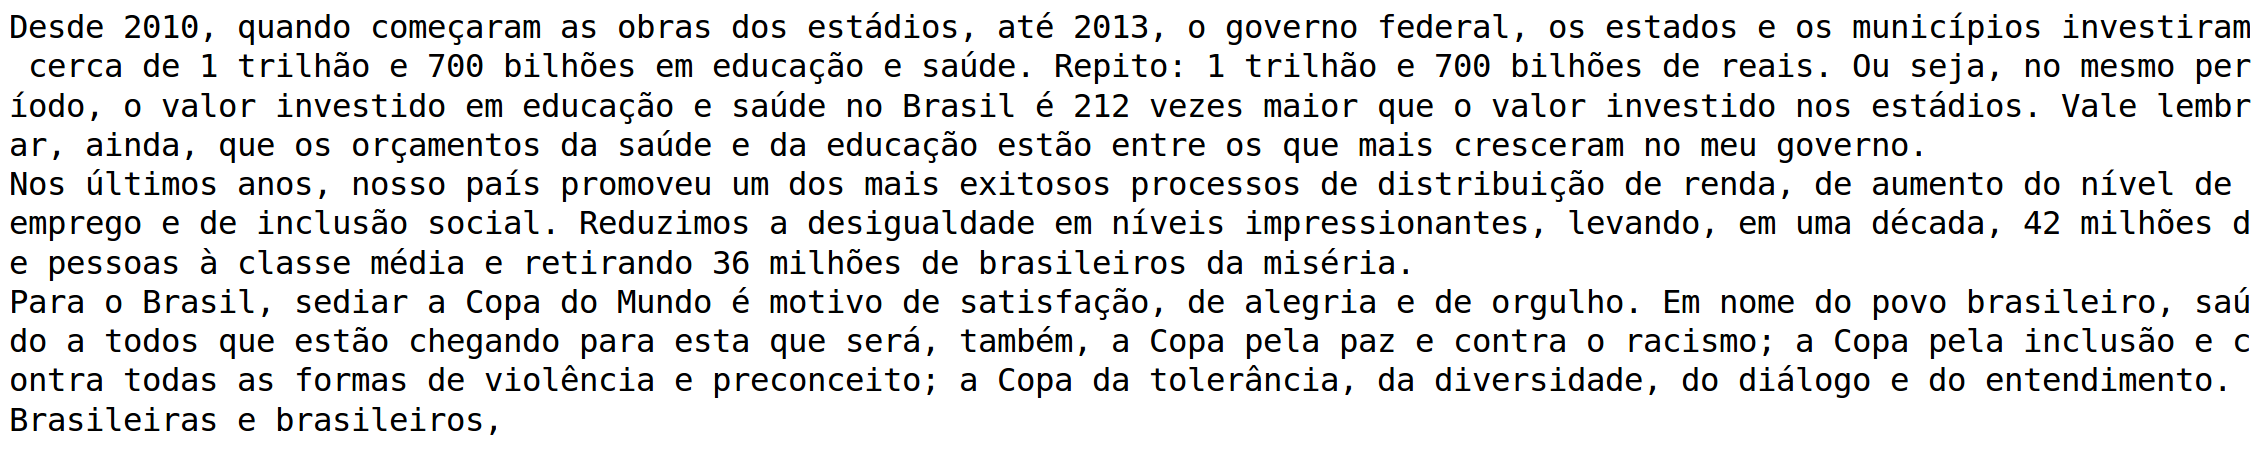 Desde 2010, quando começaram as obras dos estádios, até 2013, o governo federal, os estados e os municípios investiram
 cerca de 1 trilhão e 700 bilhões em educação e saúde. Repito: 1 trilhão e 700 bilhões de reais. Ou seja, no mesmo per
íodo, o valor investido em educação e saúde no Brasil é 212 vezes maior que o valor investido nos estádios. Vale lembr
ar, ainda, que os orçamentos da saúde e da educação estão entre os que mais cresceram no meu governo.
Nos últimos anos, nosso país promoveu um dos mais exitosos processos de distribuição de renda, de aumento do nível de
emprego e de inclusão social. Reduzimos a desigualdade em níveis impressionantes, levando, em uma década, 42 milhões d
e pessoas à classe média e retirando 36 milhões de brasileiros da miséria.
Para o Brasil, sediar a Copa do Mundo é motivo de satisfação, de alegria e de orgulho. Em nome do povo brasileiro, saú
do a todos que estão chegando para esta que será, também, a Copa pela paz e contra o racismo; a Copa pela inclusão e c
ontra todas as formas de violência e preconceito; a Copa da tolerância, da diversidade, do diálogo e do entendimento.
Brasileiras e brasileiros,